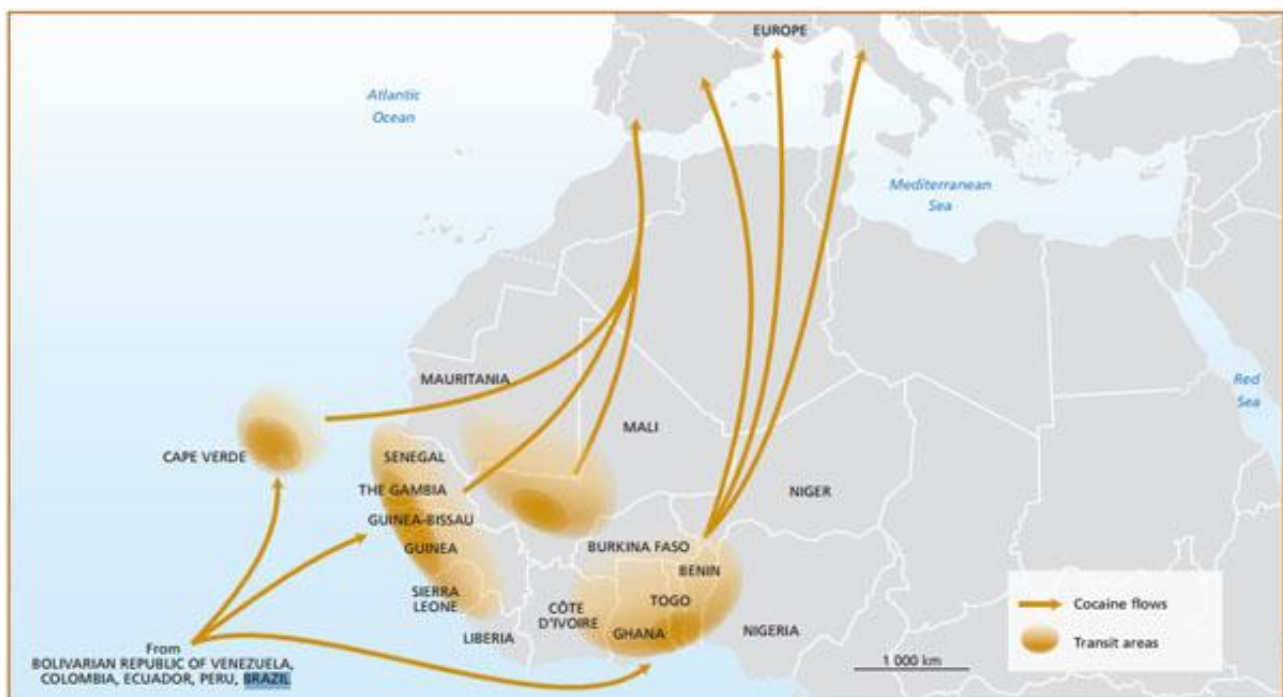 EUROPE
Atlantic
Ocean
Mediterranean
Sea
Red
Sea
MAURITANIA
MALI
CAPE VERDE
SENEGAL
THE GAMBIA
NIGER
GUINEA-BISSAU
GUINEA
BURKINA FASO
BENIN
SIERRA
LEONE
CÔTE
D'IVOIRE
TOGO
LIBERIA
GHANA
NIGERIA
Cocaine flows
Transit areas
1 000 km
From
BOLIVARIAN REPUBLIC OF VENEZUELA,
COLOMBIA, ECUADOR, PERU, BRAZIL